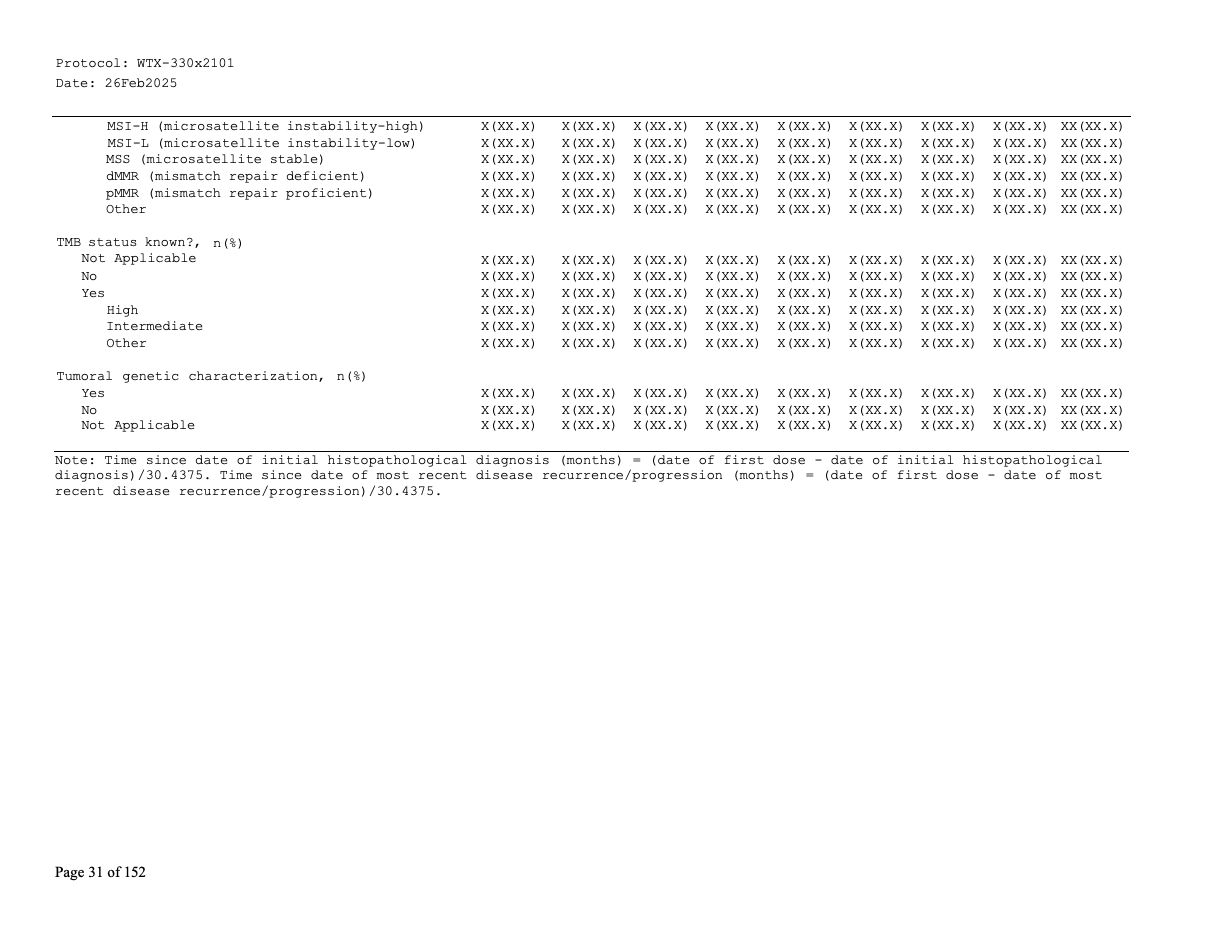 Protocol: WTX-330x2101
Date: 26Feb2025
MSI-H (microsatellite instability-high) X(XX.X) X(XX.X) X(XX.X) X(XX.X) X(XX.X) X(XX.X) X(XX.X) X(XX.X) XX(XX.X)
MSI-L (microsatellite instability-low) X(XX.X) X(XX.X) X(XX.X) X(XX.X) X(XX.X) X(XX.X) X(XX.X) X(XX.X) XX(XX.X)
MSS (microsatellite stable) X(XX.X) X(XX.X) X(XX.X) X(XX.X) X(XX.X) X(XX.X) X(XX.X) X(XX.X) XX(XX.X)
dMMR (mismatch repair deficient) X(XX.X) X(XX.X) X(XX.X) X(XX.X) X(XX.X) X(XX.X) X(XX.X) X(XX.X) XX(XX.X)
pMMR (mismatch repair proficient) X(XX.X) X(XX.X) X(XX.X) X(XX.X) X(XX.X) X(XX.X) X(XX.X) X(XX.X) XX(XX.X)
Other X(XX.X) X(XX.X) X(XX.X) X(XX.X) X(XX.X) X(XX.X) X(XX.X) X(XX.X) XX(XX.X)
TMB status known?, n(%)
Not Applicable X(XX.X) X(XX.X) X(XX.X) X(XX.X) X(XX.X) X(XX.X) X(XX.X) X(XX.X) XX(XX.X)
No X(XX.X) X(XX.X) X(XX.X) X(XX.X) X(XX.X) X(XX.X) X(XX.X) X(XX.X) XX(XX.X)
Yes X(XX.X) X(XX.X) X(XX.X) X(XX.X) X(XX.X) X(XX.X) X(XX.X) X(XX.X) XX(XX.X)
High X(XX.X) X(XX.X) X(XX.X) X(XX.X) X(XX.X) X(XX.X) X(XX.X) X(XX.X) XX(XX.X)
Intermediate X(XX.X) X(XX.X) X(XX.X) X(XX.X) X(XX.X) X(XX.X) X(XX.X) X(XX.X) XX(XX.X)
Other X(XX.X) X(XX.X) X(XX.X) X(XX.X) X(XX.X) X(XX.X) X(XX.X) X(XX.X) XX(XX.X)
Tumoral genetic characterization, n(%)
Yes X(XX.X) X(XX.X) X(XX.X) X(XX.X) X(XX.X) X(XX.X) X(XX.X) X(XX.X) XX(XX.X)
No X(XX.X) X(XX.X) X(XX.X) X(XX.X) X(XX.X) X(XX.X) X(XX.X) X(XX.X) XX(XX.X)
Not Applicable X(XX.X) X(XX.X) X(XX.X) X(XX.X) X(XX.X) X(XX.X) X(XX.X) X(XX.X) XX(XX.X)
Note: Time since date of initial histopathological diagnosis (months) = (date of first dose - date of initial histopathological
diagnosis)/30.4375. Time since date of most recent disease recurrence/progression (months) = (date of first dose - date of most
recent disease recurrence/progression)/30.4375.
Page 31 of 152